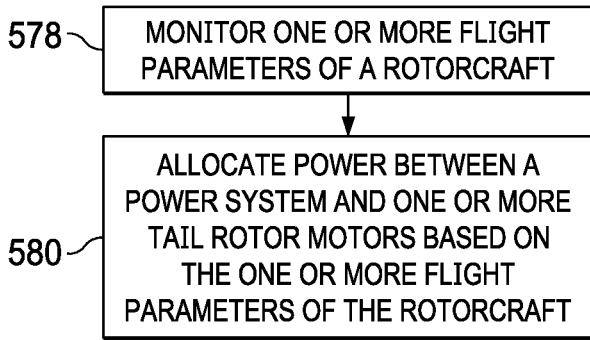 578
MONITOR ONE OR MORE FLIGHT
PARAMETERS OF A ROTORCRAFT
580
ALLOCATE POWER BETWEEN A
POWER SYSTEM AND ONE OR MORE
TAIL ROTOR MOTORS BASED ON
THE ONE OR MORE FLIGHT
PARAMETERS OF THE ROTORCRAFT